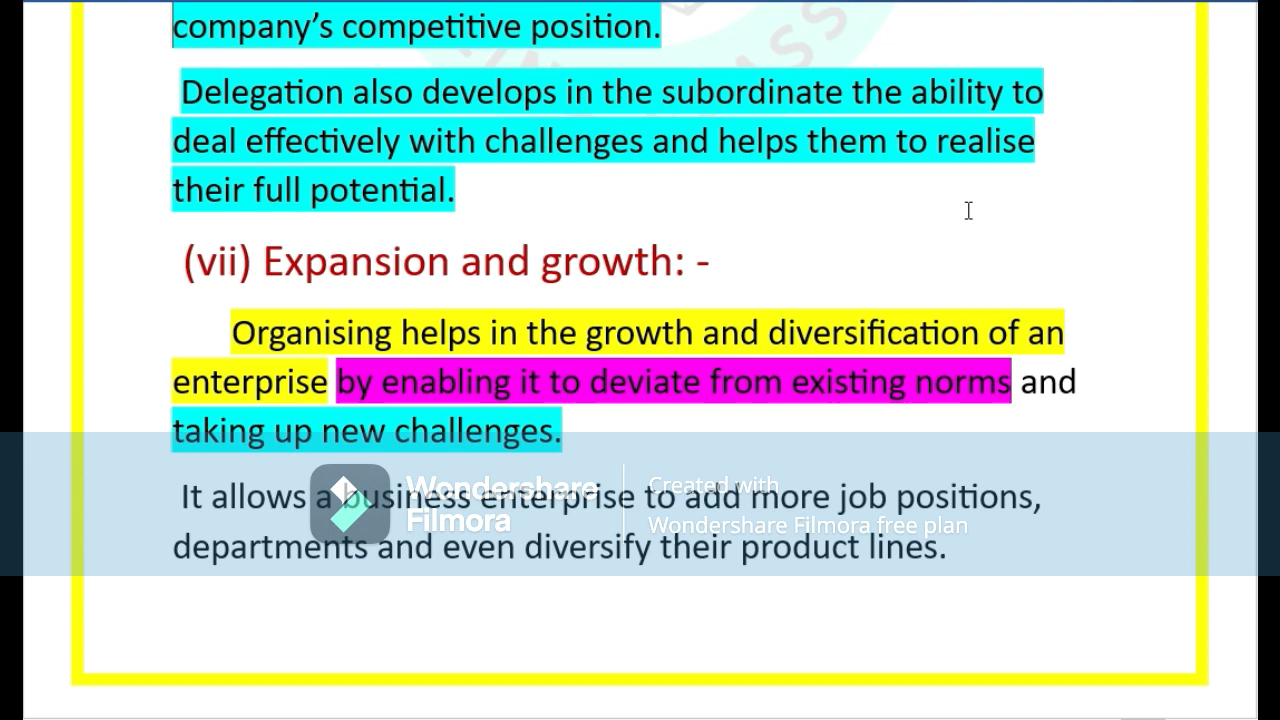 company’s competitive position.
Delegation also develops in the subordinate the ability to
deal effectively with challenges and helps them to realise
their full potential.
(vii) Expansion and growth: -
Organising helps in the growth and diversification of an
enterprise by enabling it to deviate from existing norms and
taking up new challenges.
It allows a business enterprise to add more job positions,
departments and even diversify their product lines.
Wondershare
Filmora
Created with
Wondershare Filmora free plan